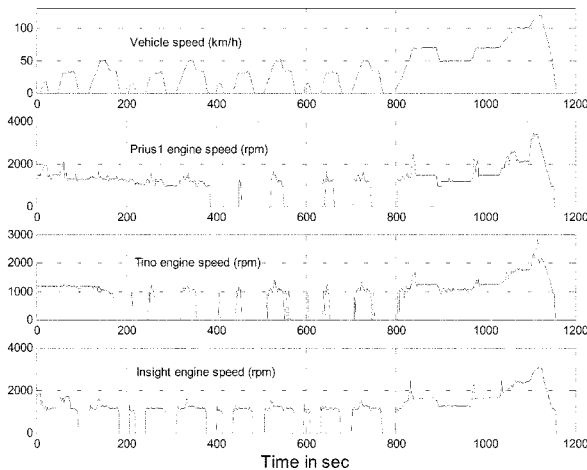 100
50
0
Vehicle speed (km/h)
0 200 400 600 800 1000 1200
4000
2000
0
Prius1 engine speed (rpm)
0 200 400 600 800 1000 1200
3000
2000
1000
0
Tino engine speed (rpm)
0 200 400 600 800 1000 1200
4000
2000
0
Insight engine speed (rpm)
0 200 400 600 800 1000 1200
Time in sec